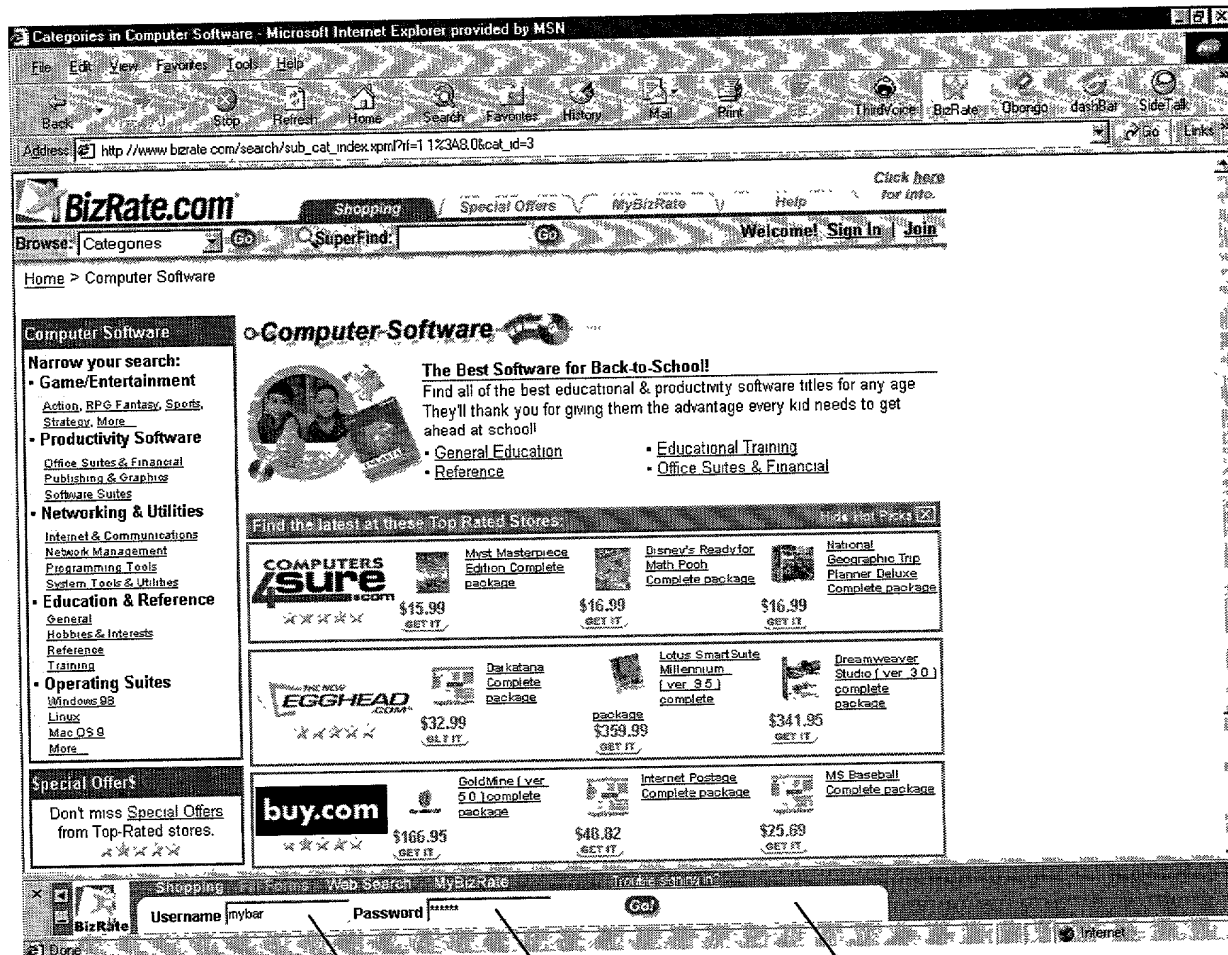 Categories in Computer Software - Microsoft Internet Explorer provided by MSN
File Edit View Favorites Tools Help
Back Stop Refresh Home Search Favorites History Mail Print ThirdVoice BizRate Obongo dashBar SideTalk
Address http://www.bizrate.com/search/sub_cat_index.xpml?rf=1 1%3A8.0&cat_id=3 Go Links
BizRate.com Shopping Special Offers MyBizRate Help Click here
for info.
Browse: Categories Go SuperFind: Go Welcome! Sign In | Join
Home > Computer Software
Computer Software
Narrow your search:
• Game/Entertainment
Action, RPG Fantasy, Sports,
Strategy, More
• Productivity Software
Office Suites & Financial
Publishing & Graphics
Software Suites
• Networking & Utilities
Internet & Communications
Network Management
Programming Tools
System Tools & Utilities
• Education & Reference
General
Hobbies & Interests
Reference
Training
• Operating Suites
Windows 98
Linux
Mac OS 9
More
Special Offer$
Don't miss Special Offers
from Top-Rated stores.
Computer Software
The Best Software for Back-to-School!
Find all of the best educational & productivity software titles for any age
They'll thank you for giving them the advantage every kid needs to get
ahead at school!
• General Education • Educational Training
• Reference • Office Suites & Financial
Find the latest at these Top Rated Stores: Hide Hot Picks
COMPUTERS
4sure
.com
Myst Masterpiece
Edition Complete
package
$15.99
GET IT
Disney's Ready for
Math Pooh
Complete package
$16.99
GET IT
National
Geographic Trip
Planner Deluxe
Complete package
$16.99
GET IT
THE NEW
EGGHEAD
.COM
Daikatana
Complete
package
$32.99
GET IT
Lotus SmartSuite
Millennium
( ver 9 5 )
complete
package
$359.99
GET IT
Dreamweaver
Studio ( ver 3 0 )
complete
package
$341.95
GET IT
buy.com
GoldMine ( ver
5 0 ) complete
package
$166.95
GET IT
Internet Postage
Complete package
$48.82
GET IT
MS Baseball
Complete package
$25.69
GET IT
BizRate
Shopping Fill Forms Web Search MyBizRate Trouble signing in?
Username mybar Password ****** Go!
Done Internet